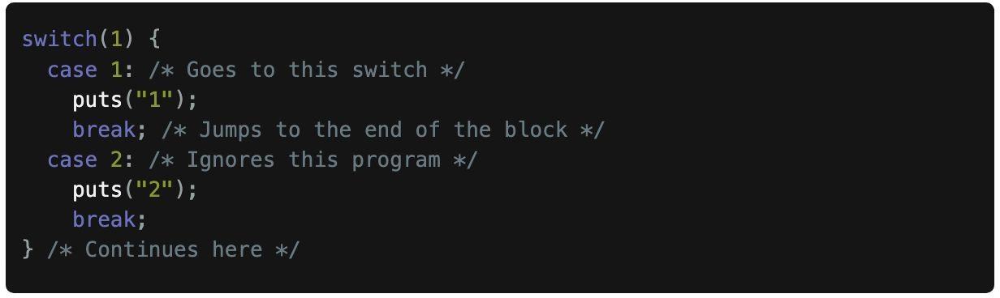 switch(1) {
  case 1: /* Goes to this switch */
    puts("1");
    break; /* Jumps to the end of the block */
  case 2: /* Ignores this program */
    puts("2");
    break;
} /* Continues here */